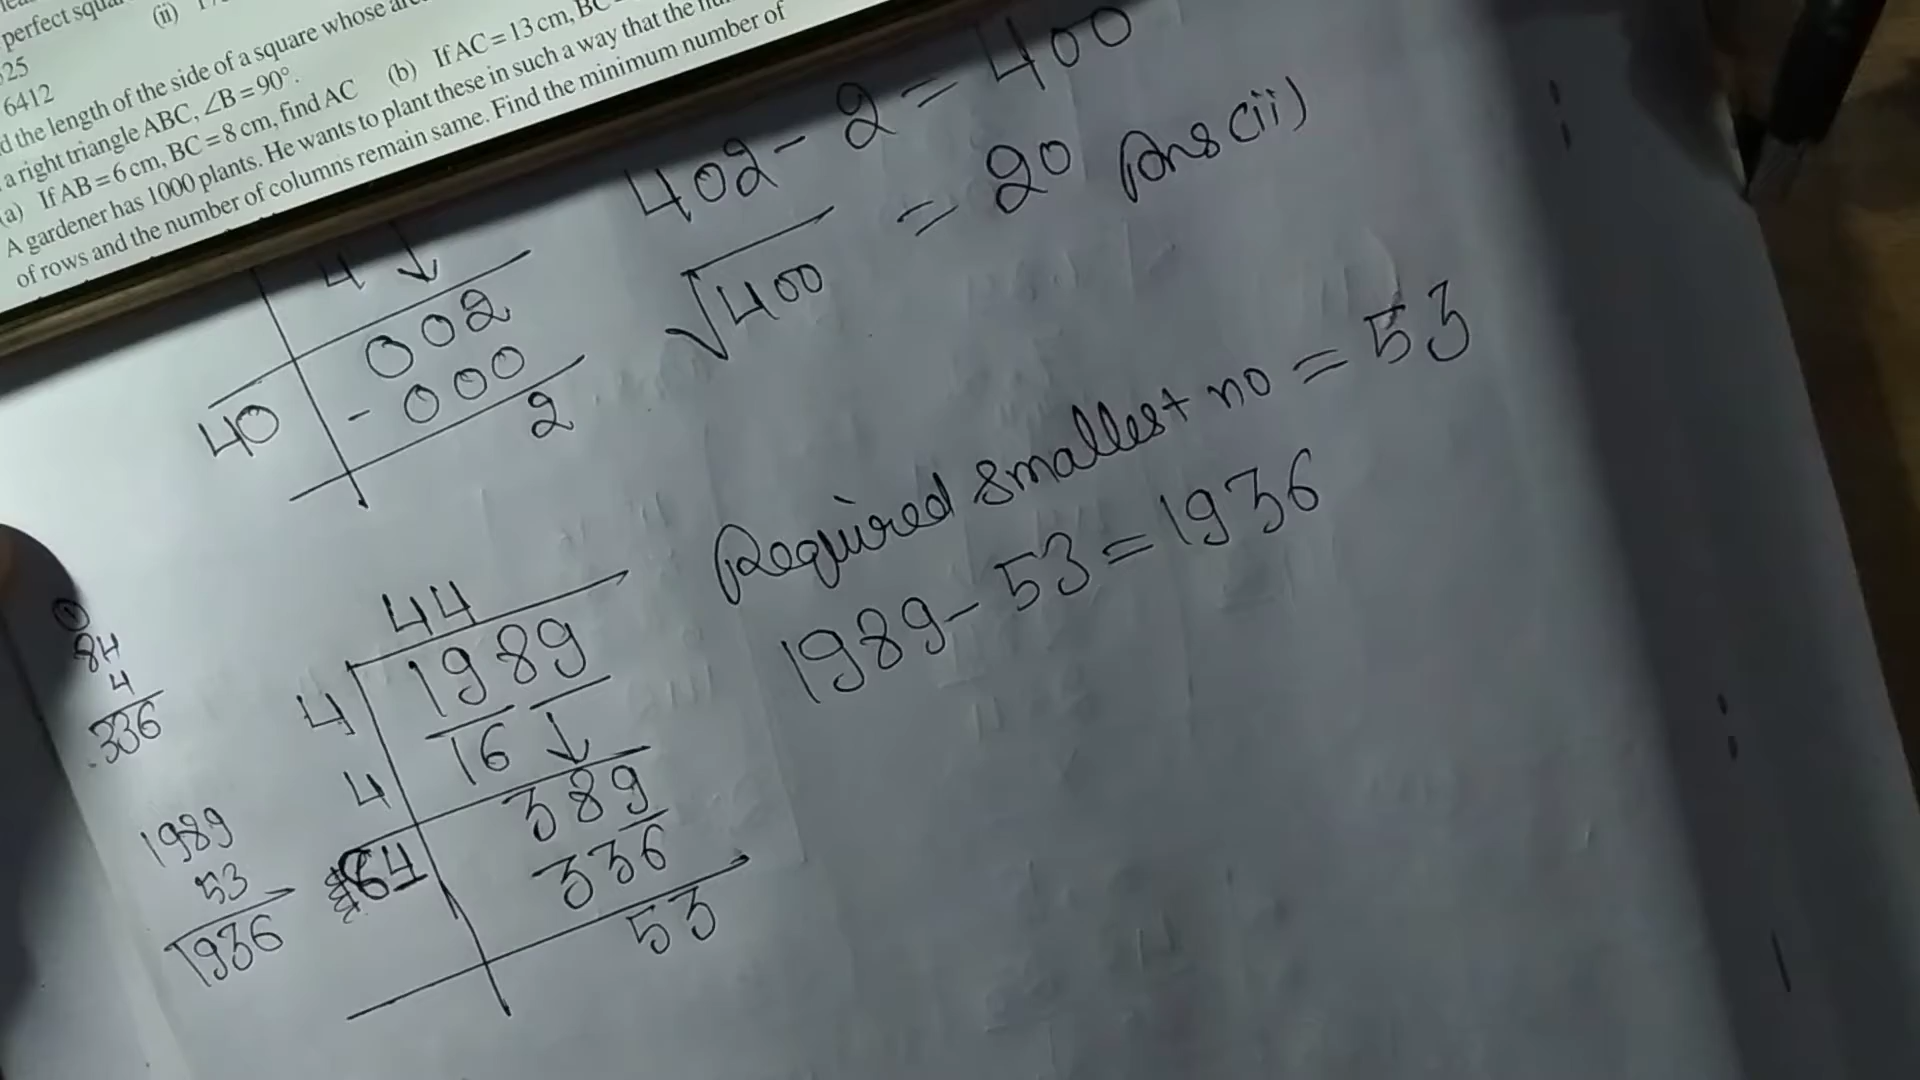 perfect squa
(ii)
25
6412
d the length of the side of a square whose are
a right triangle ABC, ∠B = 90°.
(a) If AB = 6 cm, BC = 8 cm, find AC (b) If AC = 13 cm, BC
A gardener has 1000 plants. He wants to plant these in such a way that the nu
of rows and the number of columns remain same. Find the minimum number of
402 - 2 = 400
√400 = 20 Ans (ii)
4 ↓
002
40 - 000
2
Required smallest no = 53
1989 - 53 = 1936
44
4 1989
16 ↓
4 389
84 336
53
①
84
4
336
1989
53
1936